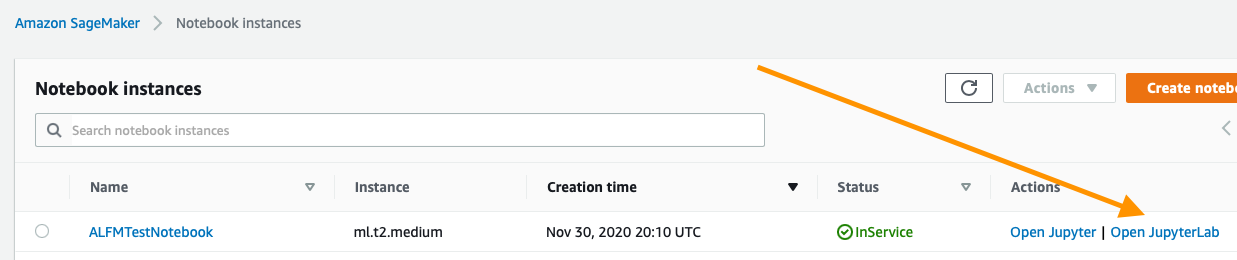 Amazon SageMaker > Notebook instances
Notebook instances
Actions
Create notebo
Search notebook instances
Name Instance Creation time Status Actions
ALFMTestNotebook ml.t2.medium Nov 30, 2020 20:10 UTC InService Open Jupyter | Open JupyterLab